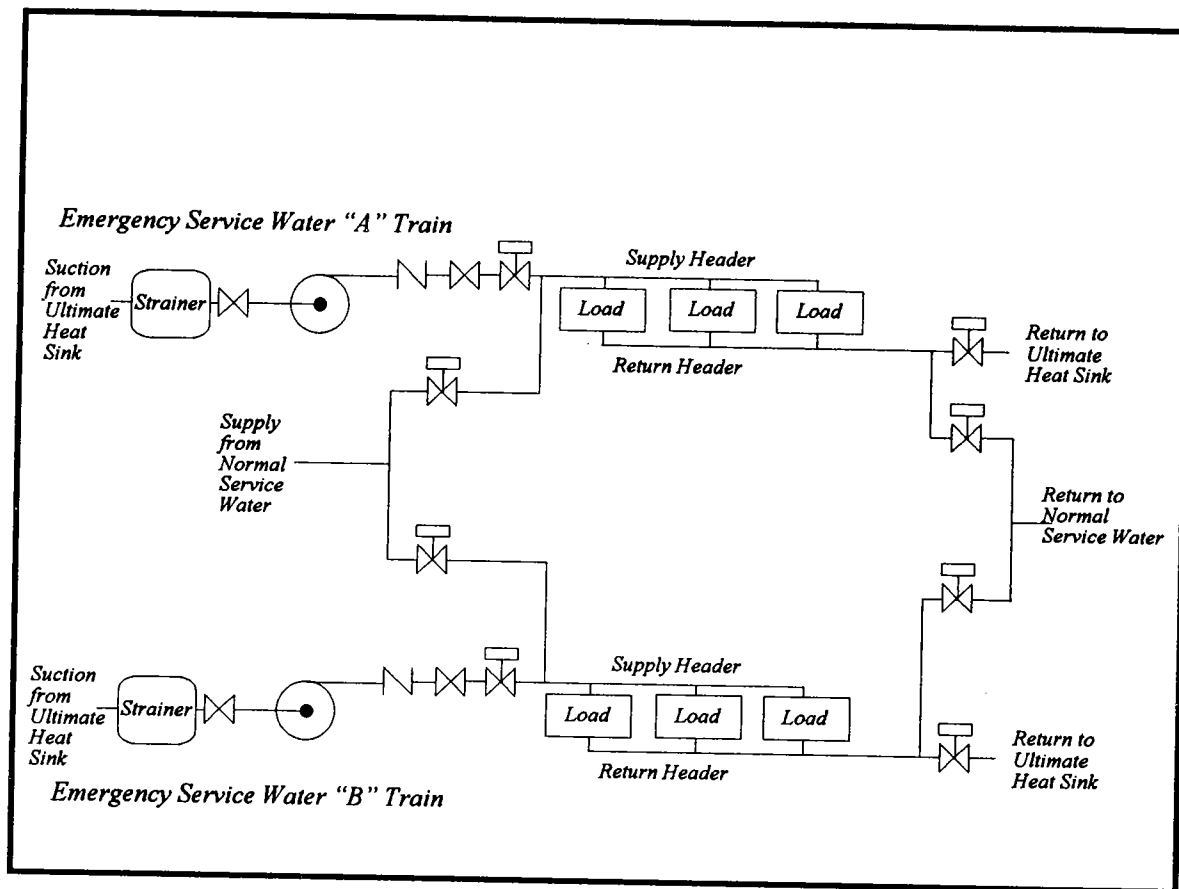 Emergency Service Water “A” Train
Suction
from
Ultimate
Heat
Sink
Strainer
Supply Header
Load
Load
Load
Return Header
Return to
Ultimate
Heat Sink
Supply
from
Normal
Service
Water
Return to
Normal
Service Water
Suction
from
Ultimate
Heat
Sink
Strainer
Supply Header
Load
Load
Load
Return Header
Return to
Ultimate
Heat Sink
Emergency Service Water “B” Train